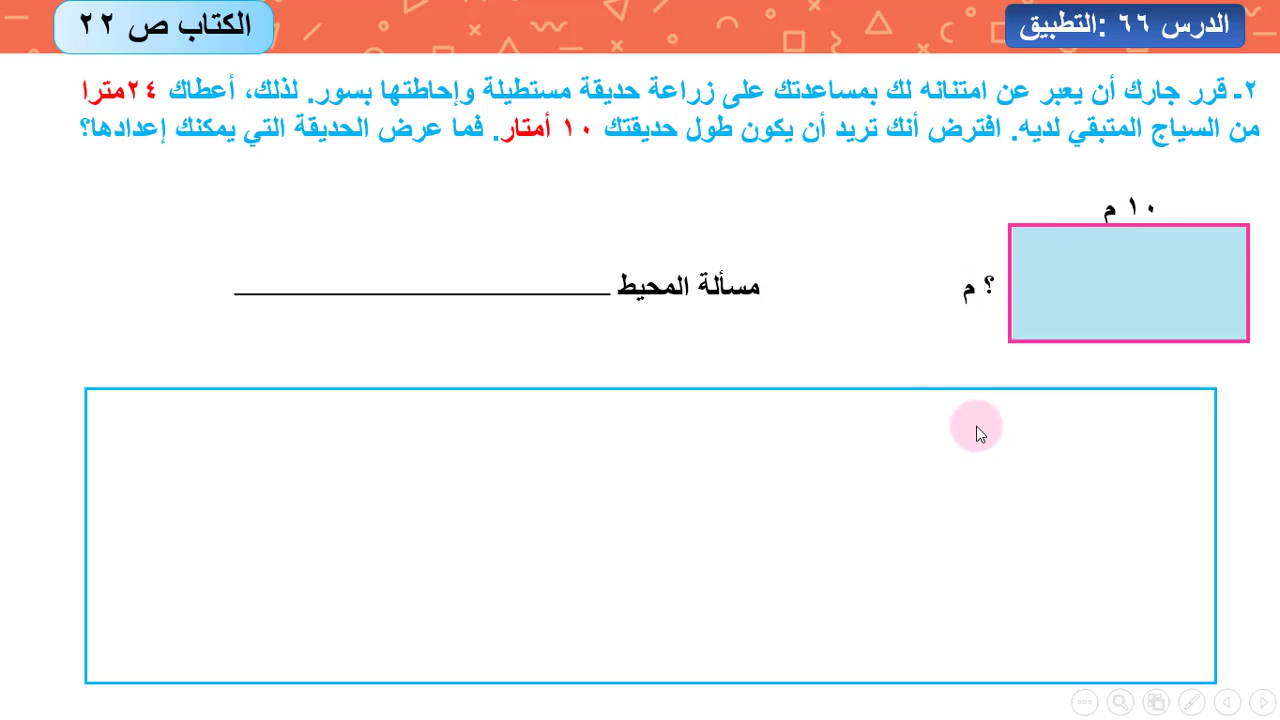 الدرس ٦٦ :التطبيق
الكتاب ص ٢٢
٢ـ قرر جارك أن يعبر عن امتنانه لك بمساعدتك على زراعة حديقة مستطيلة وإحاطتها بسور. لذلك، أعطاك ٢٤مترا
من السياج المتبقي لديه. افترض أنك تريد أن يكون طول حديقتك ١٠ أمتار. فما عرض الحديقة التي يمكنك إعدادها؟
١٠ م
؟ م
مسألة المحيط ____________________